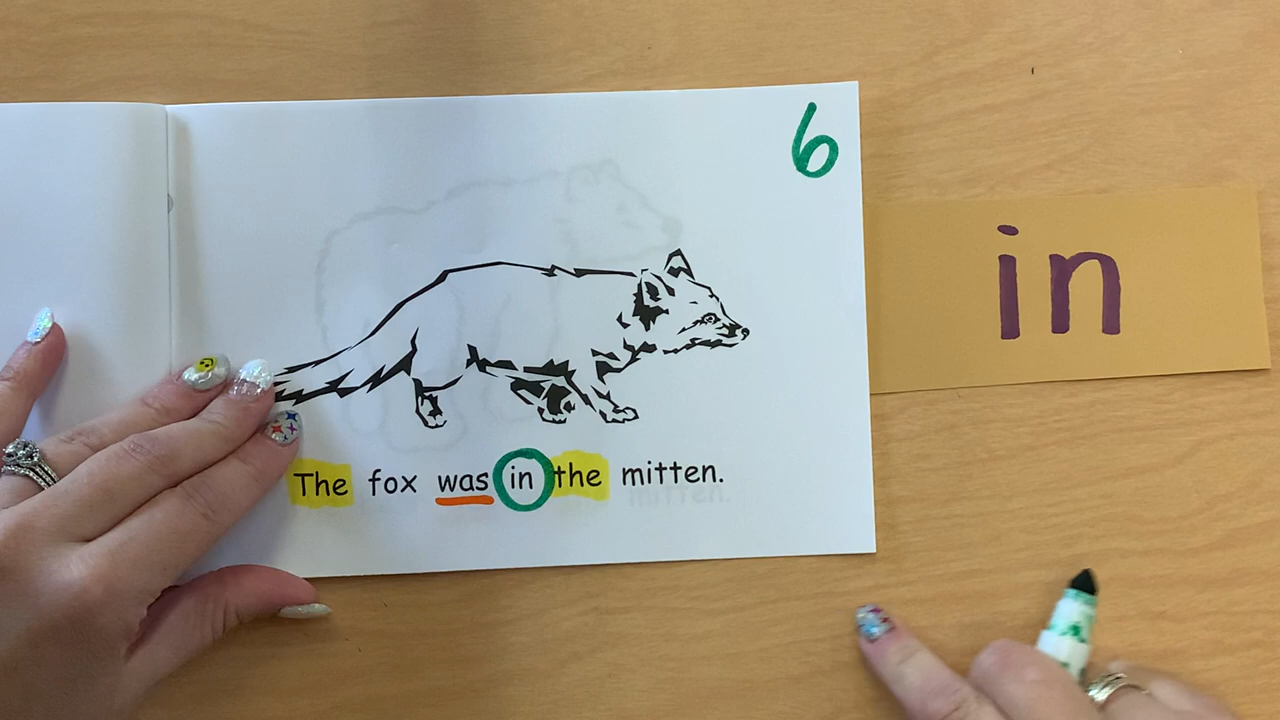 6
in
The fox was in the mitten.